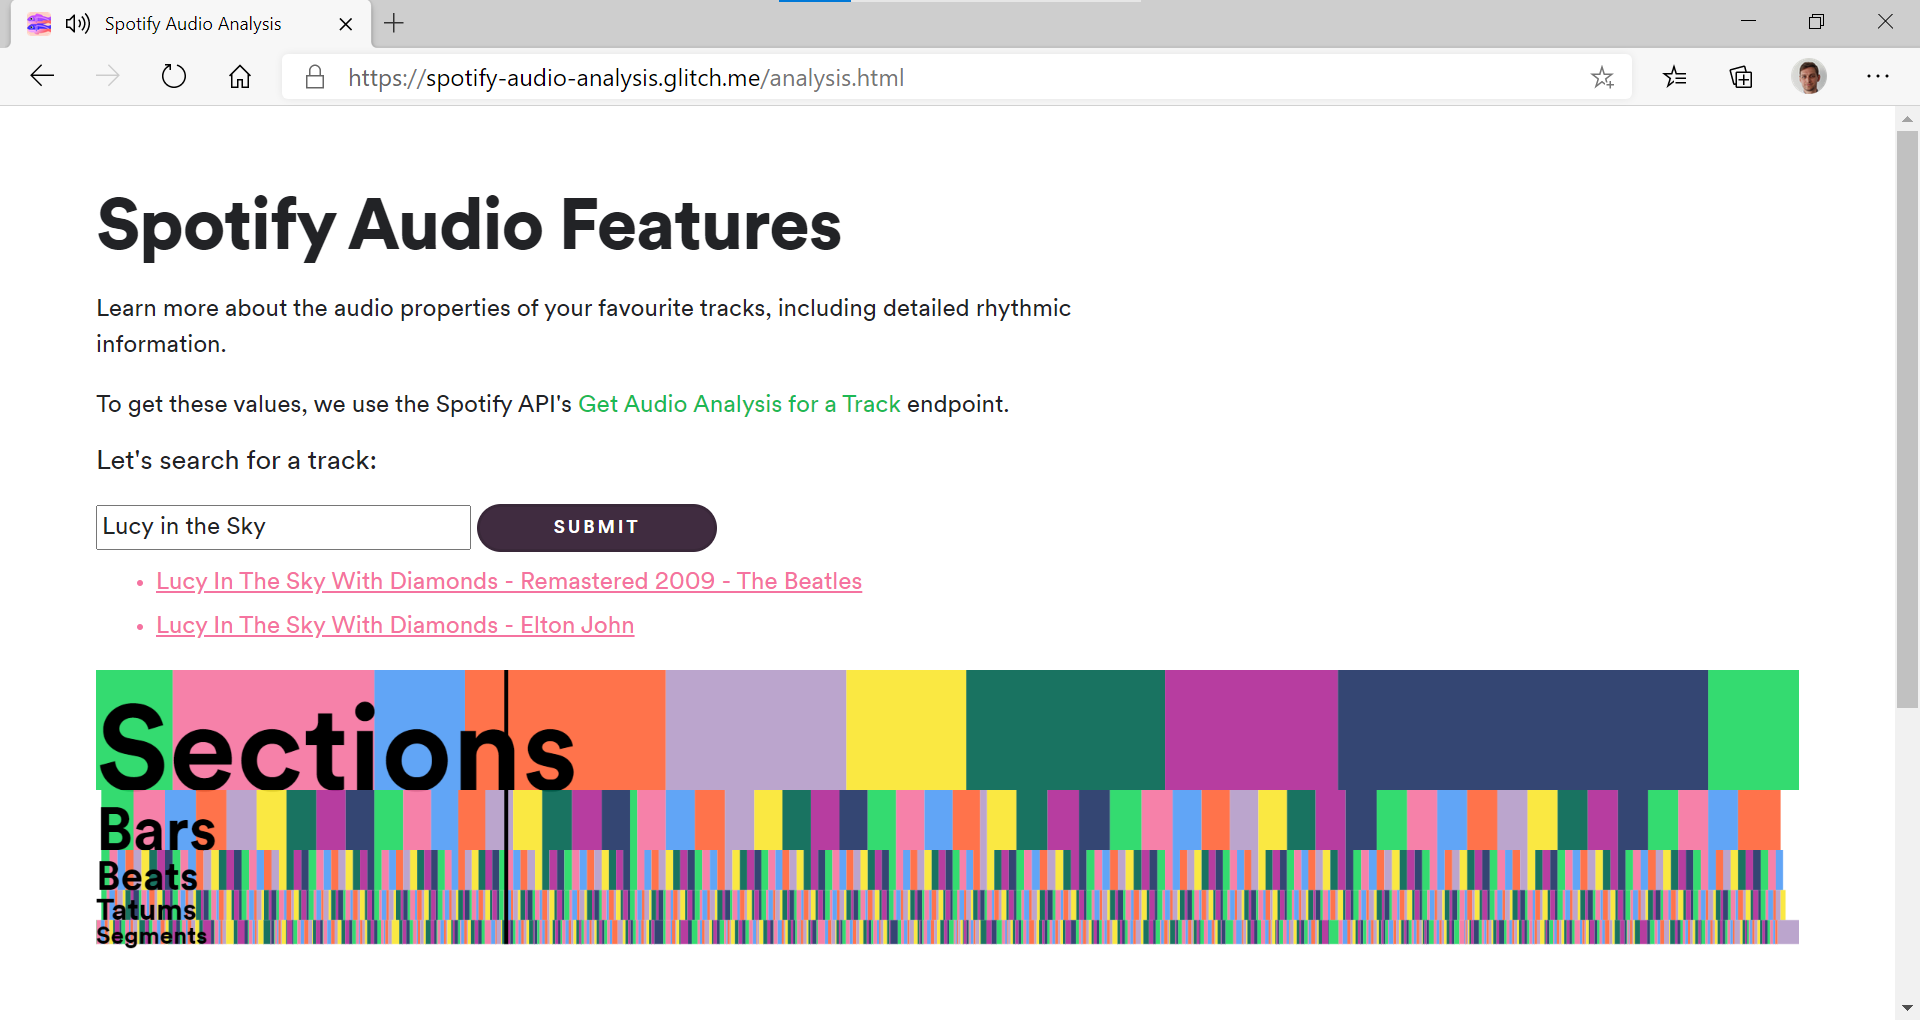 Spotify Audio Analysis
https://spotify-audio-analysis.glitch.me/analysis.html
Spotify Audio Features
Learn more about the audio properties of your favourite tracks, including detailed rhythmic
information.
To get these values, we use the Spotify API's Get Audio Analysis for a Track endpoint.
Let's search for a track:
Lucy in the Sky
SUBMIT
• Lucy In The Sky With Diamonds - Remastered 2009 - The Beatles
• Lucy In The Sky With Diamonds - Elton John
Sections
Bars
Beats
Tatums
Segments